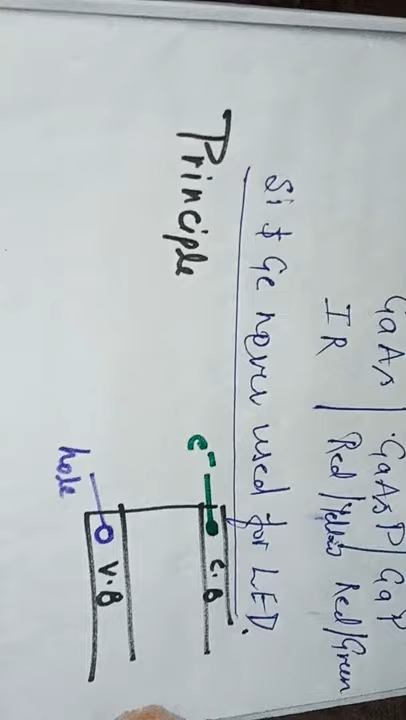 GaAs | GaAsP | GaP
IR | Red/Yellow Red/Green
Si & Ge never used for LED.
Principle
e⁻ C.B
hole V.B